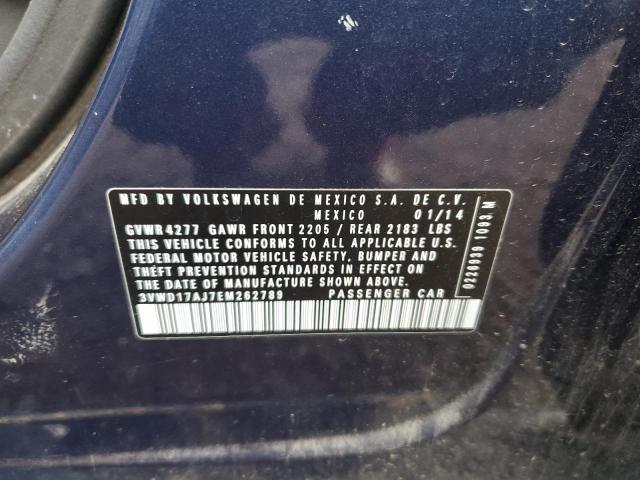 MFD BY VOLKSWAGEN DE MEXICO S.A. DE C.V.
MEXICO 01/14
GVWR4277 GAWR FRONT 2205 / REAR 2183 LBS
THIS VEHICLE CONFORMS TO ALL APPLICABLE U.S.
FEDERAL MOTOR VEHICLE SAFETY, BUMPER AND
THEFT PREVENTION STANDARDS IN EFFECT ON
THE DATE OF MANUFACTURE SHOWN ABOVE.
3VWD17AJ7EM262789 PASSENGER CAR
0226939 1093.M